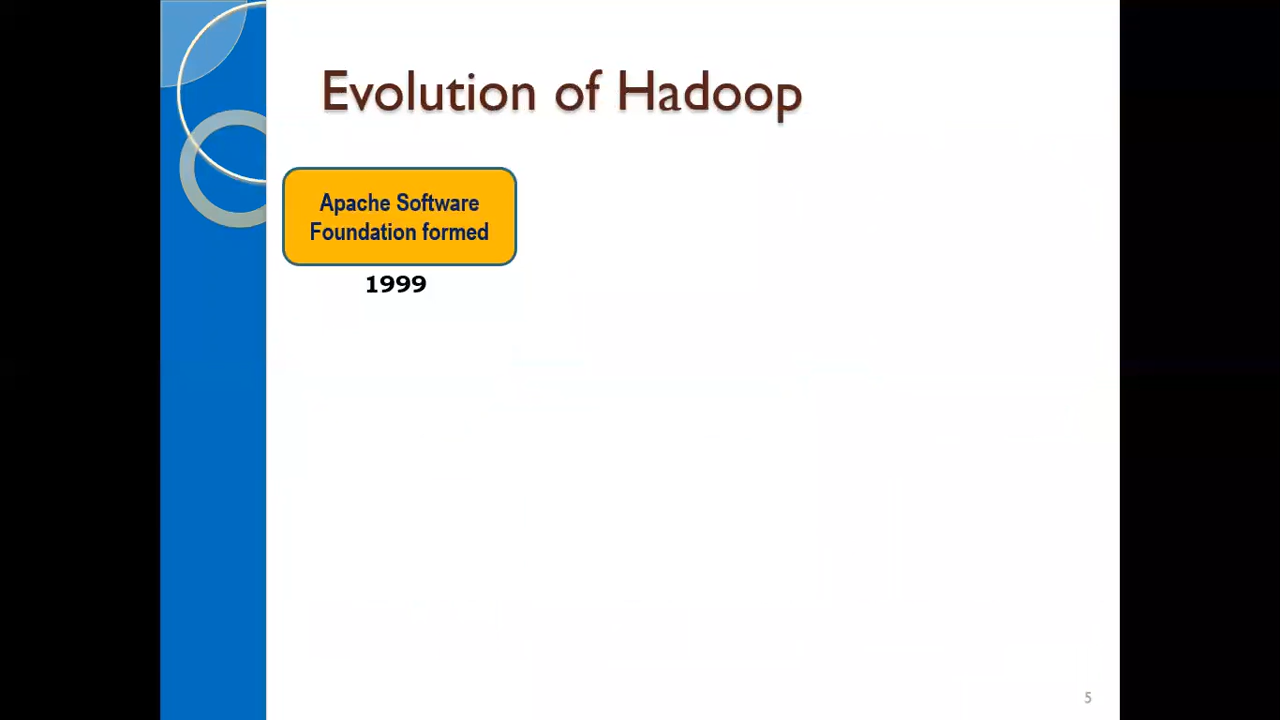 Evolution of Hadoop
Apache Software
Foundation formed
1999
5